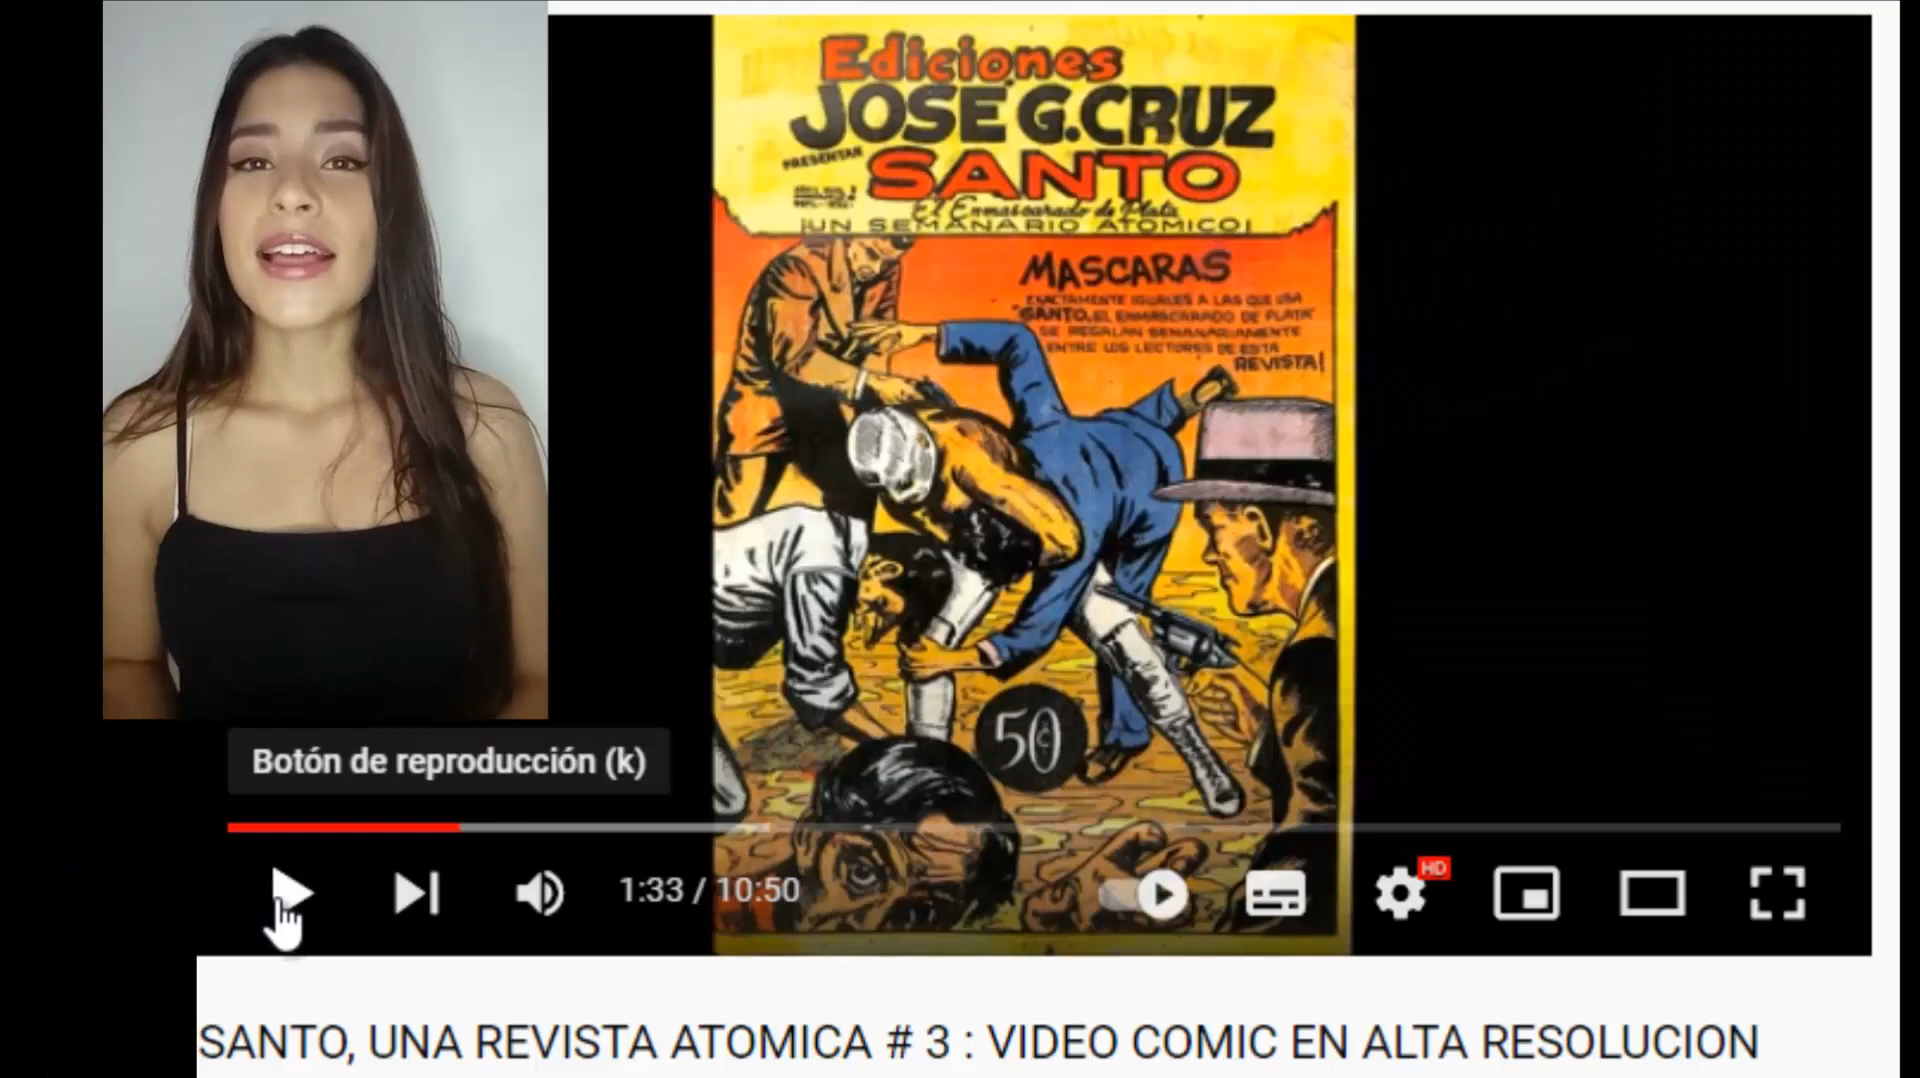 Ediciones
JOSE G. CRUZ
PRESENTAN
SANTO
El Enmascarado de Plata
¡UN SEMANARIO ATOMICO!
MASCARAS
EXACTAMENTE IGUALES A LAS QUE USA
"SANTO, EL ENMASCARADO DE PLATA"
SE REGALAN SEMANARIAMENTE
ENTRE LOS LECTORES DE ESTA
REVISTA!
50¢
Botón de reproducción (k)
1:33 / 10:50
HD
SANTO, UNA REVISTA ATOMICA # 3 : VIDEO COMIC EN ALTA RESOLUCION